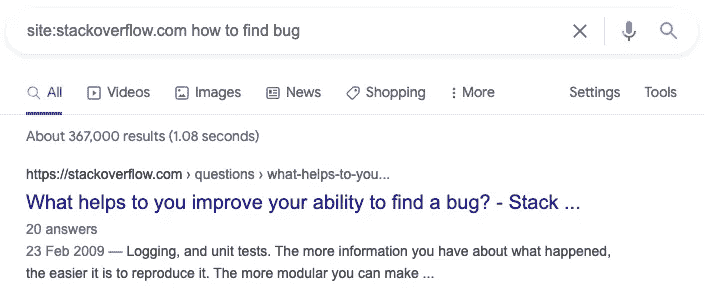 site:stackoverflow.com how to find bug
All Videos Images News Shopping More Settings Tools
About 367,000 results (1.08 seconds)
https://stackoverflow.com › questions › what-helps-to-you...
What helps to you improve your ability to find a bug? - Stack ...
20 answers
23 Feb 2009 — Logging, and unit tests. The more information you have about what happened,
the easier it is to reproduce it. The more modular you can make ...